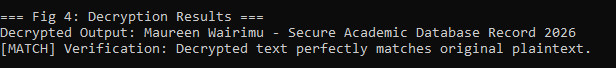 === Fig 4: Decryption Results ===
Decrypted Output: Maureen Wairimu - Secure Academic Database Record 2026
[MATCH] Verification: Decrypted text perfectly matches original plaintext.